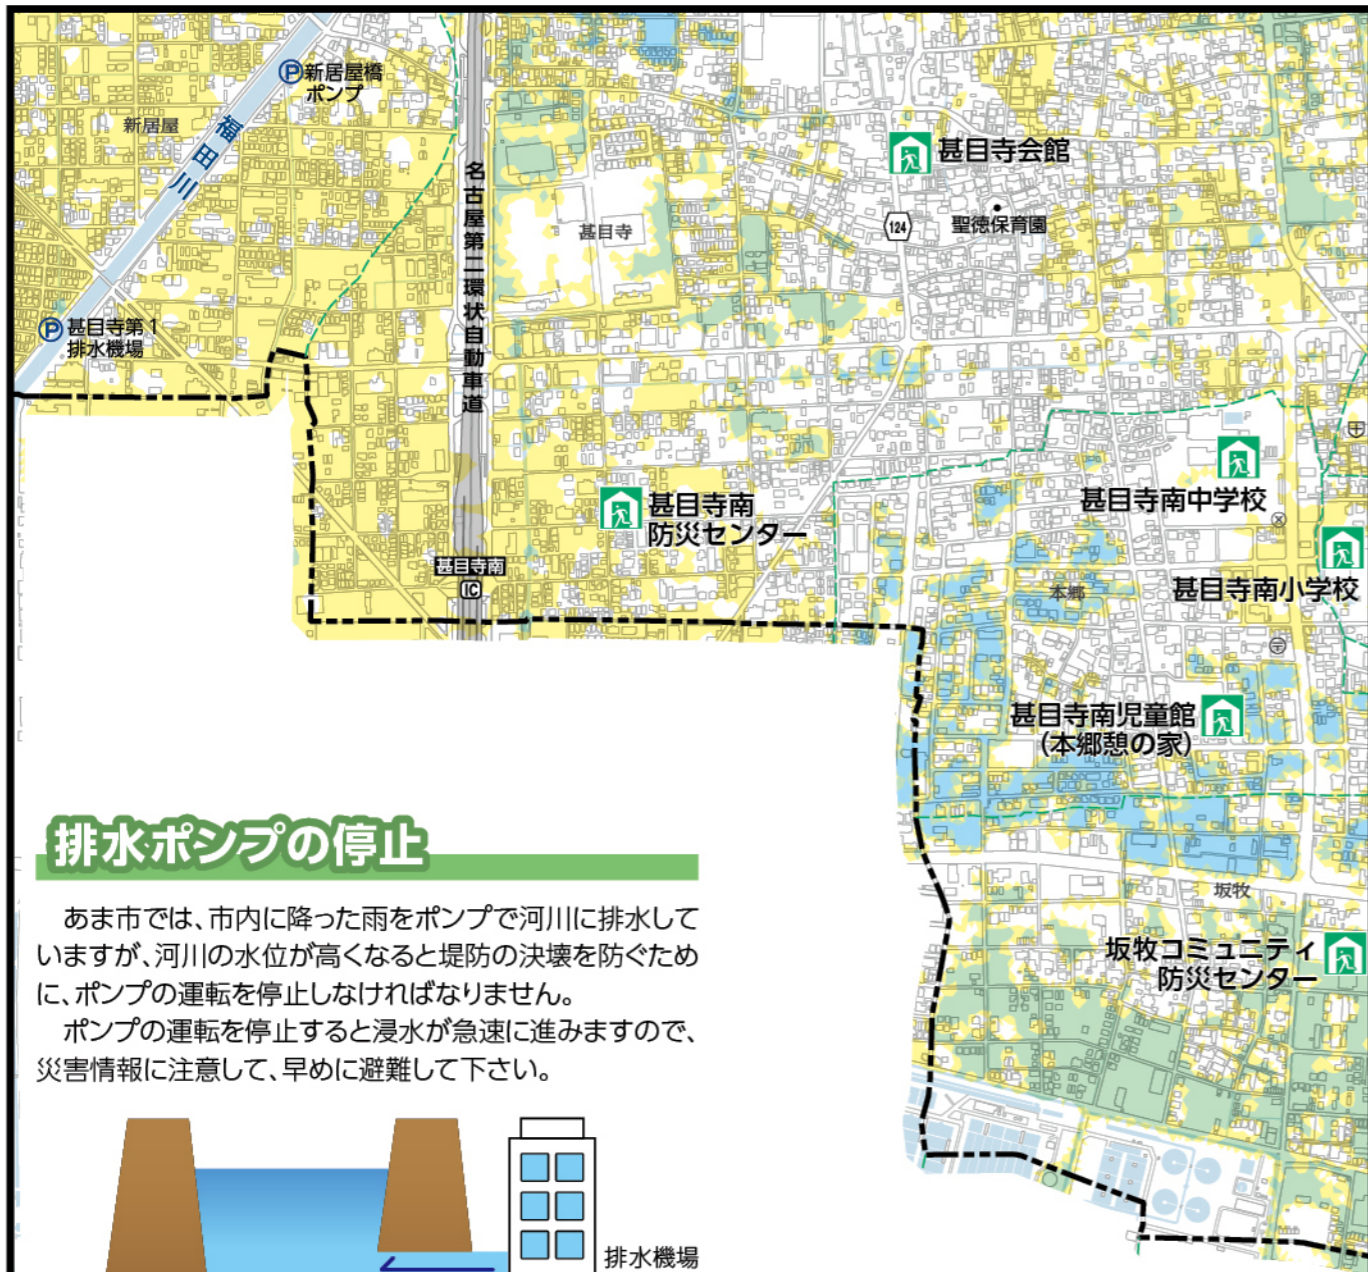 新居屋橋
ポンプ
新居屋
福田川
甚目寺第1
排水機場
名古屋第二環状自動車道
甚目寺
甚目寺会館
124
聖徳保育園
甚目寺南
防災センター
甚目寺南
IC
甚目寺南中学校
甚目寺南小学校
本郷
甚目寺南児童館
(本郷憩の家)
坂牧
坂牧コミュニティ
防災センター
排水ポンプの停止
あま市では、市内に降った雨をポンプで河川に排水して
いますが、河川の水位が高くなると堤防の決壊を防ぐため
に、ポンプの運転を停止しなければなりません。
ポンプの運転を停止すると浸水が急速に進みますので、
災害情報に注意して、早めに避難して下さい。
排水機場